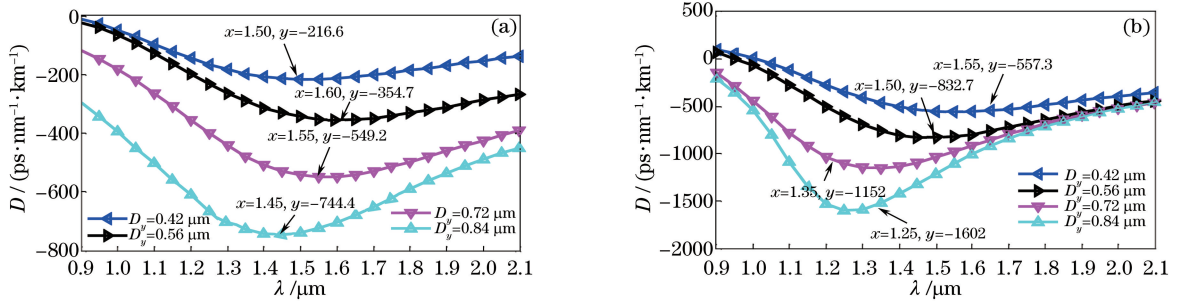 (a)
0
−200
−400
−600
−800
D / (ps·nm⁻¹·km⁻¹)
x=1.50, y=−216.6
x=1.60, y=−354.7
x=1.55, y=−549.2
x=1.45, y=−744.4
Dy=0.42 μm
Dy=0.56 μm
Dy=0.72 μm
Dy=0.84 μm
0.9 1.0 1.1 1.2 1.3 1.4 1.5 1.6 1.7 1.8 1.9 2.0 2.1
λ /μm
(b)
500
0
−500
−1000
−1500
−2000
D / (ps·nm⁻¹·km⁻¹)
x=1.55, y=−557.3
x=1.50, y=−832.7
x=1.35, y=−1152
x=1.25, y=−1602
Dy=0.42 μm
Dy=0.56 μm
Dy=0.72 μm
Dy=0.84 μm
0.9 1.0 1.1 1.2 1.3 1.4 1.5 1.6 1.7 1.8 1.9 2.0 2.1
λ /μm